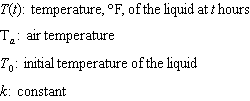 T(t): temperature, °F, of the liquid at t hours
Tₐ: air temperature
T₀: initial temperature of the liquid
k: constant